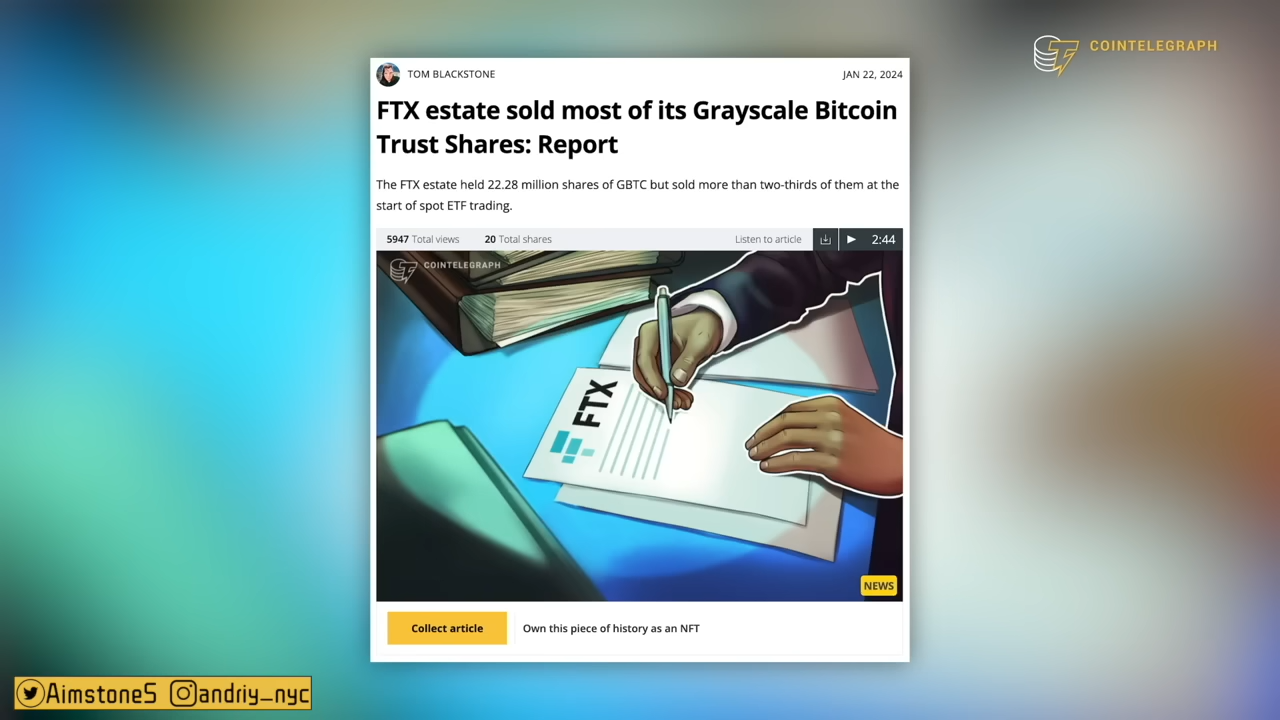 COINTELEGRAPH
TOM BLACKSTONE
JAN 22, 2024
FTX estate sold most of its Grayscale Bitcoin
Trust Shares: Report
The FTX estate held 22.28 million shares of GBTC but sold more than two-thirds of them at the
start of spot ETF trading.
5947 Total views 20 Total shares Listen to article 2:44
COINTELEGRAPH
FTX
NEWS
Collect article Own this piece of history as an NFT
AimstoneS andriy_nyc